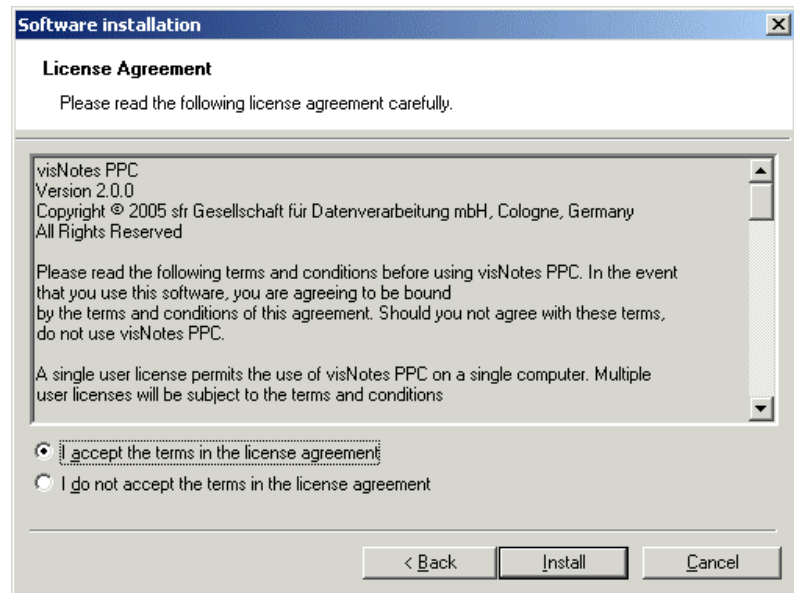 Software installation
License Agreement
Please read the following license agreement carefully.
visNotes PPC
Version 2.0.0
Copyright © 2005 sfr Gesellschaft für Datenverarbeitung mbH, Cologne, Germany
All Rights Reserved
Please read the following terms and conditions before using visNotes PPC. In the event
that you use this software, you are agreeing to be bound
by the terms and conditions of this agreement. Should you not agree with these terms,
do not use visNotes PPC.
A single user license permits the use of visNotes PPC on a single computer. Multiple
user licenses will be subject to the terms and conditions
I accept the terms in the license agreement
I do not accept the terms in the license agreement
< Back Install Cancel